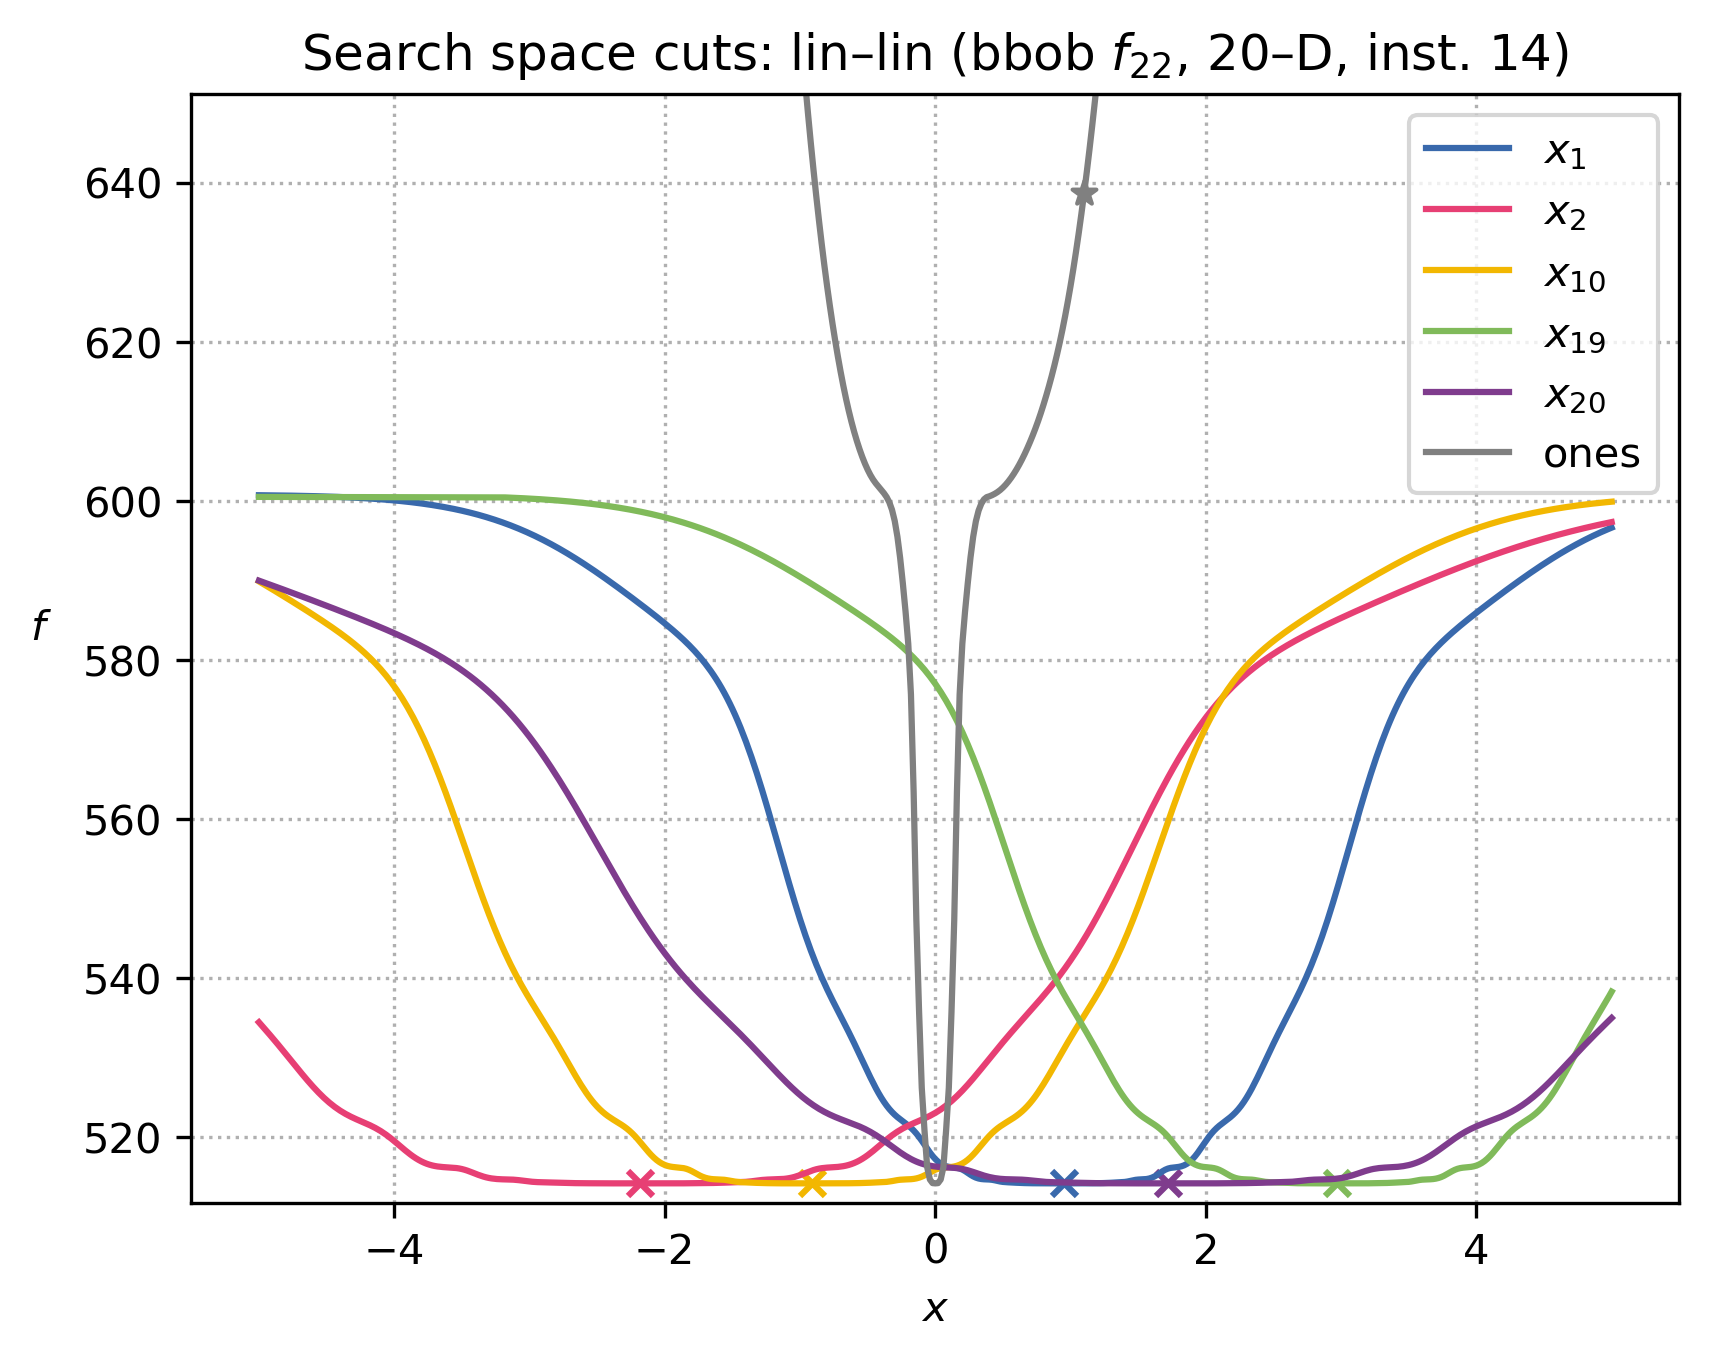 Search space cuts: lin–lin (bbob f₂₂, 20–D, inst. 14)
x₁
x₂
x₁₀
x₁₉
x₂₀
ones
640
620
600
580
560
540
520
f
−4 −2 0 2 4
x